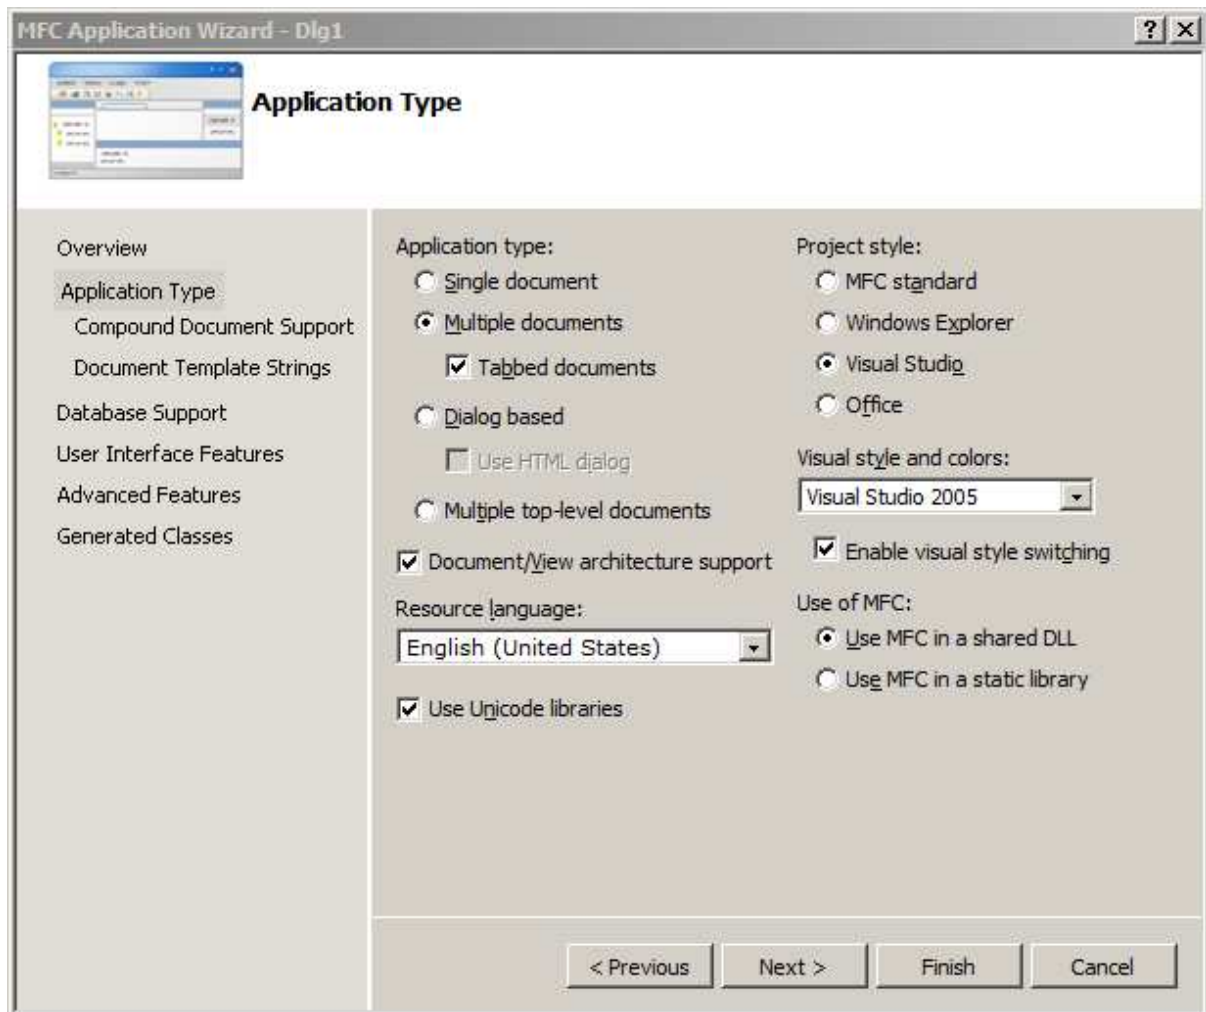 MFC Application Wizard - Dlg1
Application Type
Overview
Application Type
Compound Document Support
Document Template Strings
Database Support
User Interface Features
Advanced Features
Generated Classes
Application type:
Single document
Multiple documents
Tabbed documents
Dialog based
Use HTML dialog
Multiple top-level documents
Document/View architecture support
Resource language:
English (United States)
Use Unicode libraries
Project style:
MFC standard
Windows Explorer
Visual Studio
Office
Visual style and colors:
Visual Studio 2005
Enable visual style switching
Use of MFC:
Use MFC in a shared DLL
Use MFC in a static library
< Previous
Next >
Finish
Cancel